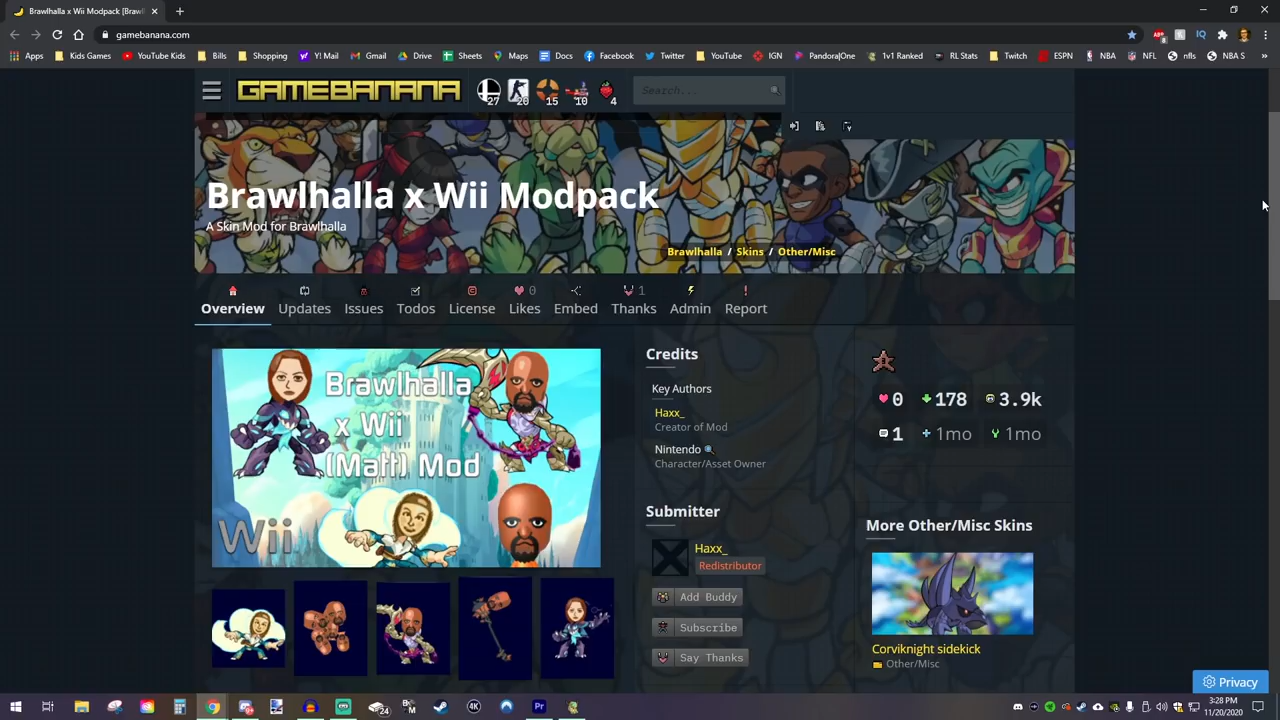 Brawlhalla x Wii Modpack [Brawl
gamebanana.com
Apps Kids Games YouTube Kids Bills Shopping Y! Mail Gmail Drive Sheets Maps Docs Facebook Twitter YouTube IGN PandoraJOne 1v1 Ranked RL Stats Twitch ESPN NBA NFL nfls NBA S
GAMEBANANA 27 20 15 10 4 Search...
Brawlhalla x Wii Modpack
A Skin Mod for Brawlhalla
Brawlhalla / Skins / Other/Misc
0 1
Overview Updates Issues Todos License Likes Embed Thanks Admin Report
Brawlhalla
x Wii
(Matt) Mod
Wii
Credits
Key Authors
Haxx_
Creator of Mod
Nintendo
Character/Asset Owner
Submitter
Haxx_
Redistributor
Add Buddy
Subscribe
Say Thanks
0 178 3.9k
1 1mo 1mo
More Other/Misc Skins
Corviknight sidekick
Other/Misc
Privacy
24 4K Pr
3:28 PM
11/20/2020